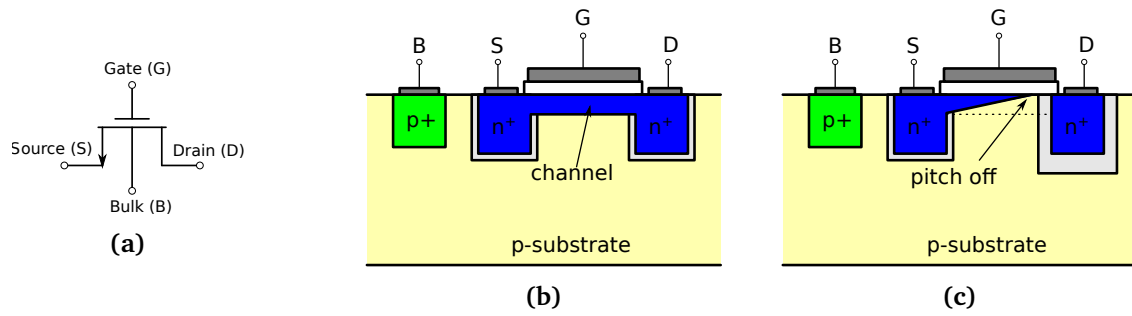 Gate (G)
Source (S)
Drain (D)
Bulk (B)
(a)
G
B
S
D
p+
n+
n+
channel
p-substrate
(b)
G
B
S
D
p+
n+
n+
pitch off
p-substrate
(c)